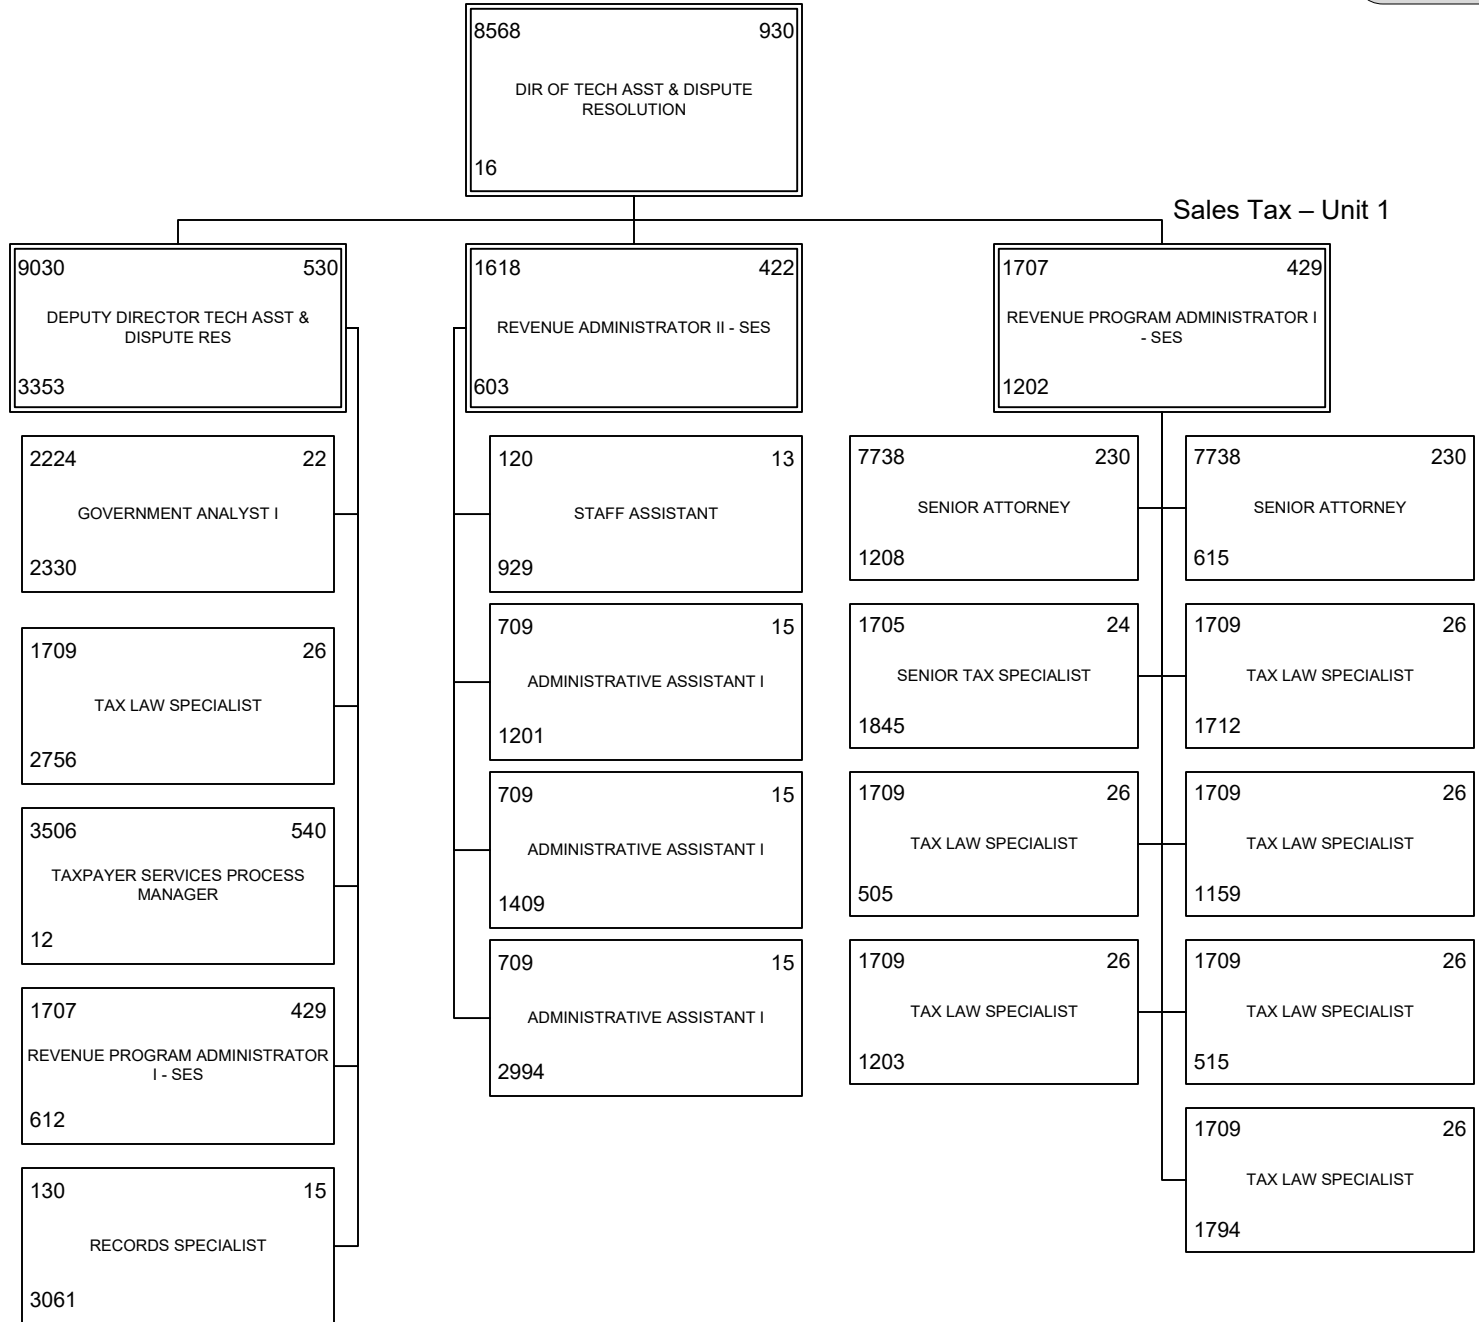 8568 930
DIR OF TECH ASST & DISPUTE
RESOLUTION
16
Sales Tax – Unit 1
9030 530
DEPUTY DIRECTOR TECH ASST &
DISPUTE RES
3353
1618 422
REVENUE ADMINISTRATOR II - SES
603
1707 429
REVENUE PROGRAM ADMINISTRATOR I
- SES
1202
2224 22
GOVERNMENT ANALYST I
2330
1709 26
TAX LAW SPECIALIST
2756
3506 540
TAXPAYER SERVICES PROCESS
MANAGER
12
1707 429
REVENUE PROGRAM ADMINISTRATOR
I - SES
612
130 15
RECORDS SPECIALIST
3061
120 13
STAFF ASSISTANT
929
709 15
ADMINISTRATIVE ASSISTANT I
1201
709 15
ADMINISTRATIVE ASSISTANT I
1409
709 15
ADMINISTRATIVE ASSISTANT I
2994
7738 230
SENIOR ATTORNEY
1208
7738 230
SENIOR ATTORNEY
615
1705 24
SENIOR TAX SPECIALIST
1845
1709 26
TAX LAW SPECIALIST
1712
1709 26
TAX LAW SPECIALIST
505
1709 26
TAX LAW SPECIALIST
1159
1709 26
TAX LAW SPECIALIST
1203
1709 26
TAX LAW SPECIALIST
515
1709 26
TAX LAW SPECIALIST
1794